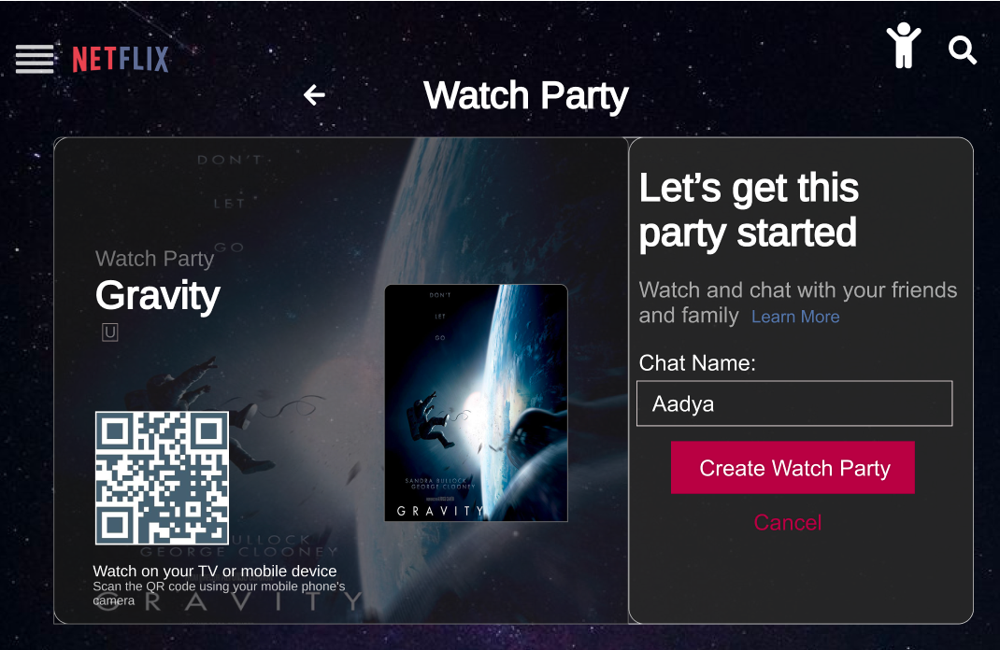 NETFLIX
Watch Party
DON'T
LET
GO
Watch Party
Gravity
U
DON'T
LET
GO
SANDRA BULLOCK
GEORGE CLOONEY
GRAVITY
BULLOCK
GEORGE CLOONEY
Watch on your TV or mobile device
Scan the QR code using your mobile phone's
camera
GRAVITY
Let's get this
party started
Watch and chat with your friends
and family Learn More
Chat Name:
Aadya
Create Watch Party
Cancel